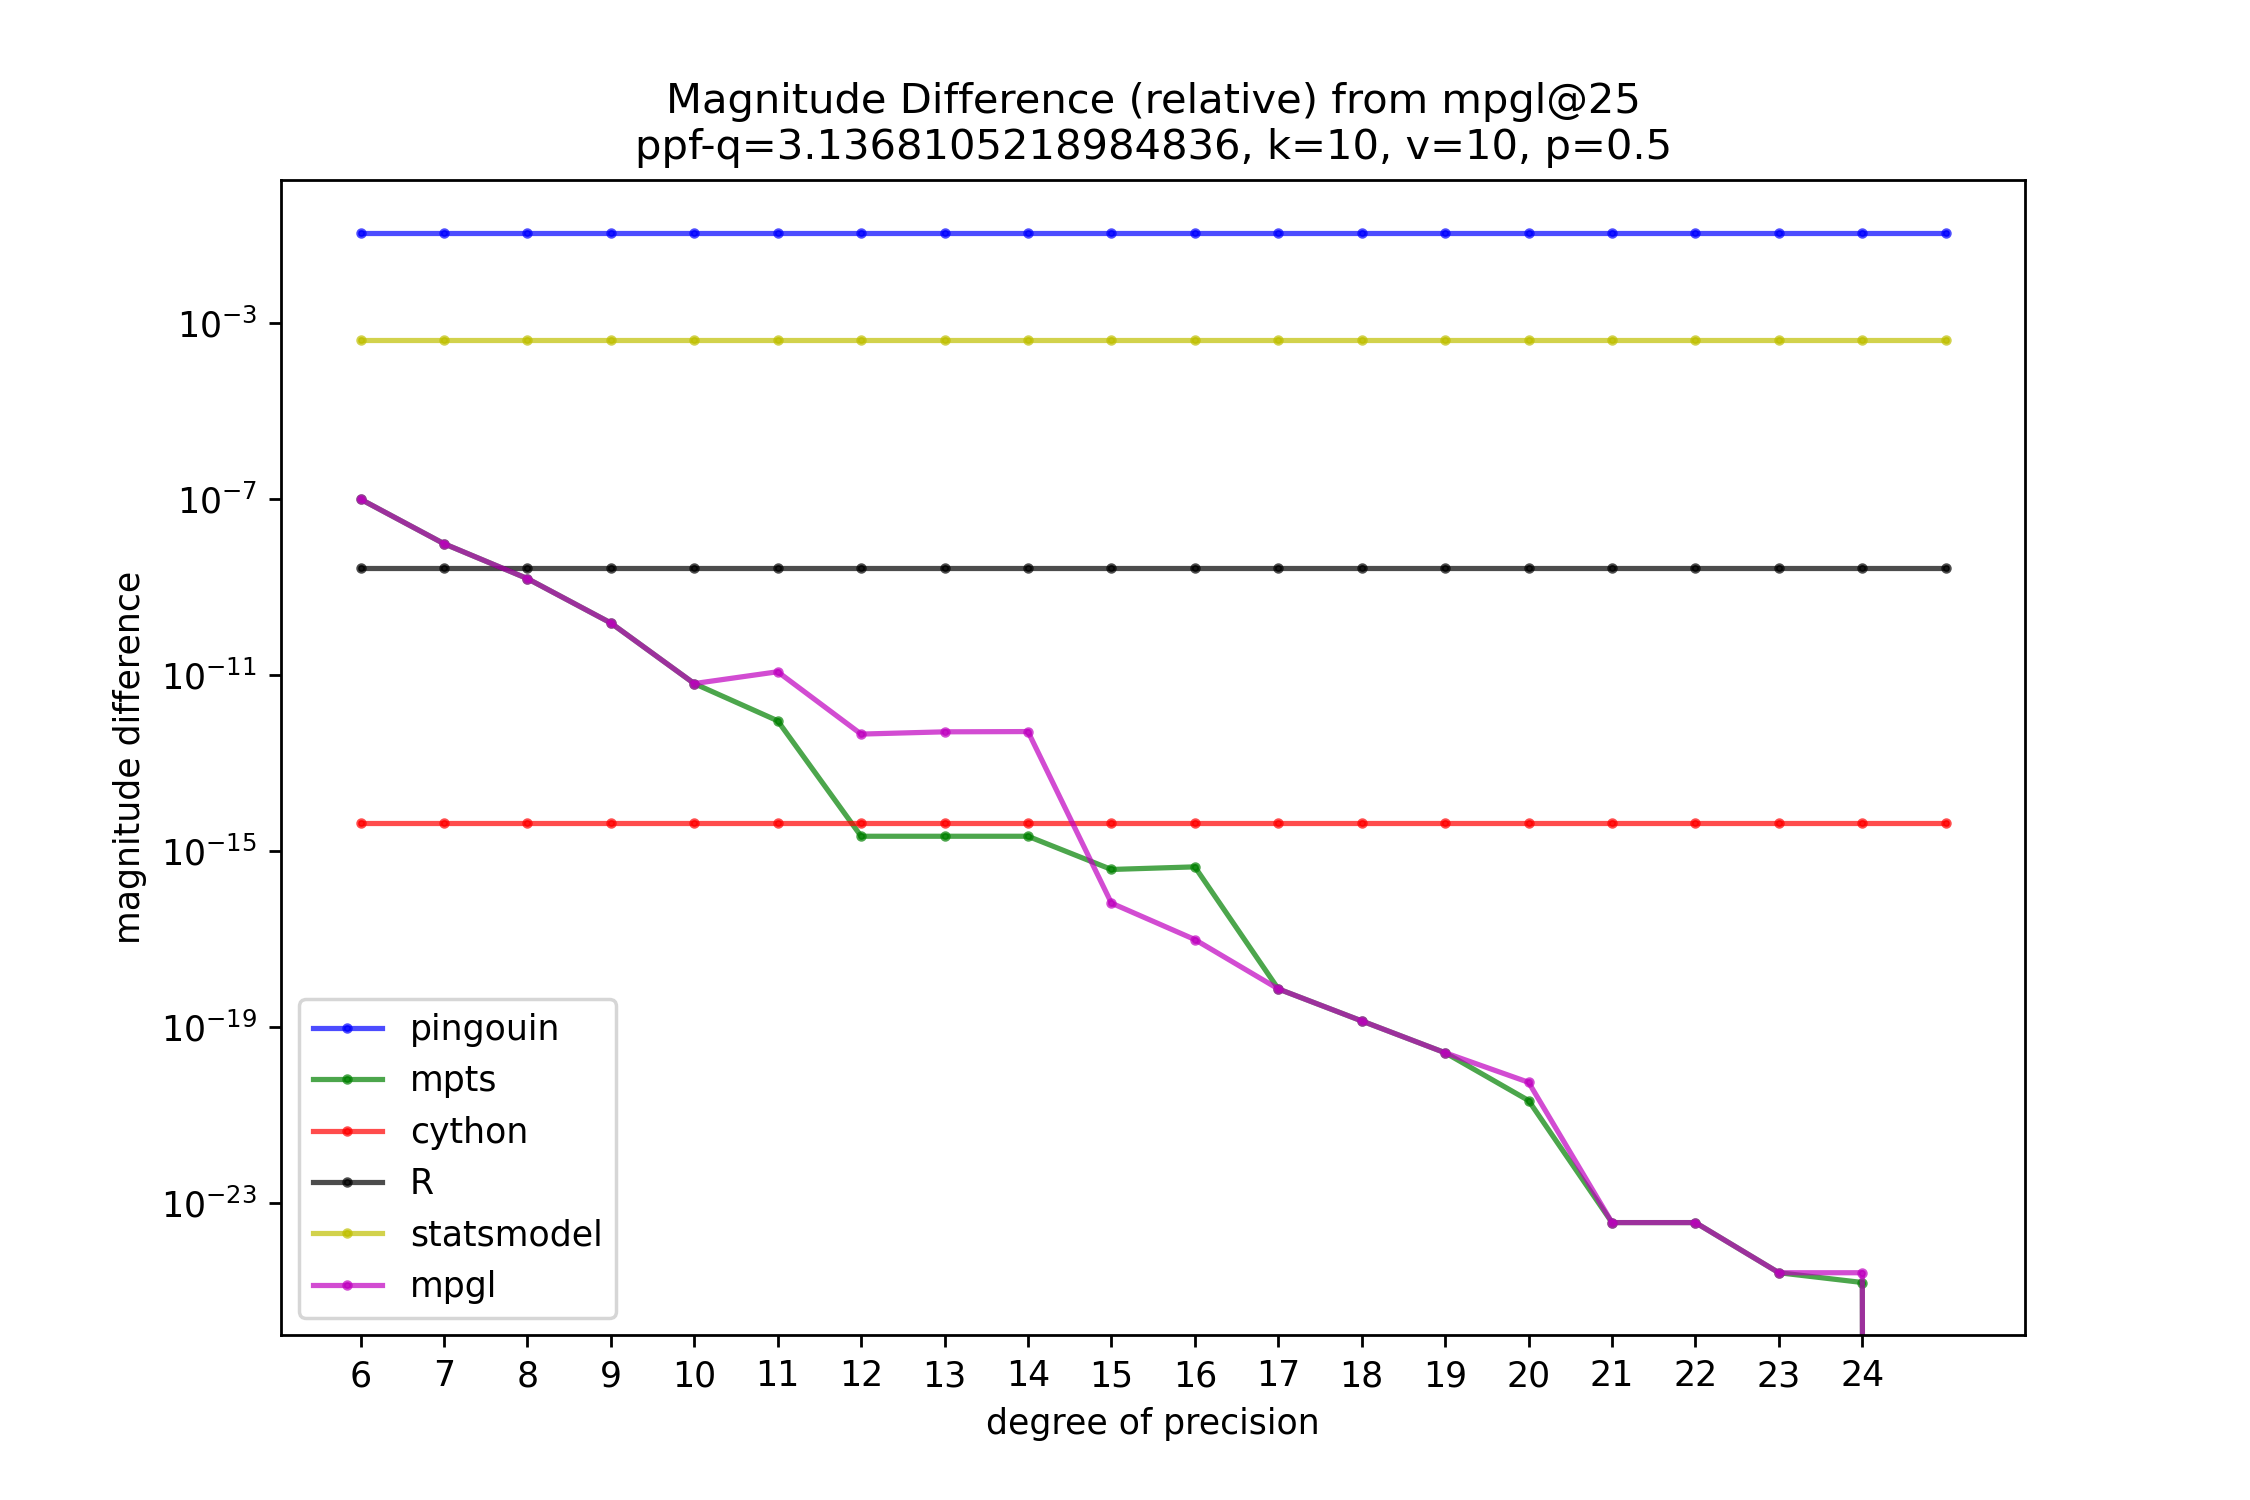 Magnitude Difference (relative) from mpgl@25
ppf-q=3.1368105218984836, k=10, v=10, p=0.5
magnitude difference
10⁻³
10⁻⁷
10⁻¹¹
10⁻¹⁵
10⁻¹⁹
10⁻²³
pingouin
mpts
cython
R
statsmodel
mpgl
6 7 8 9 10 11 12 13 14 15 16 17 18 19 20 21 22 23 24
degree of precision